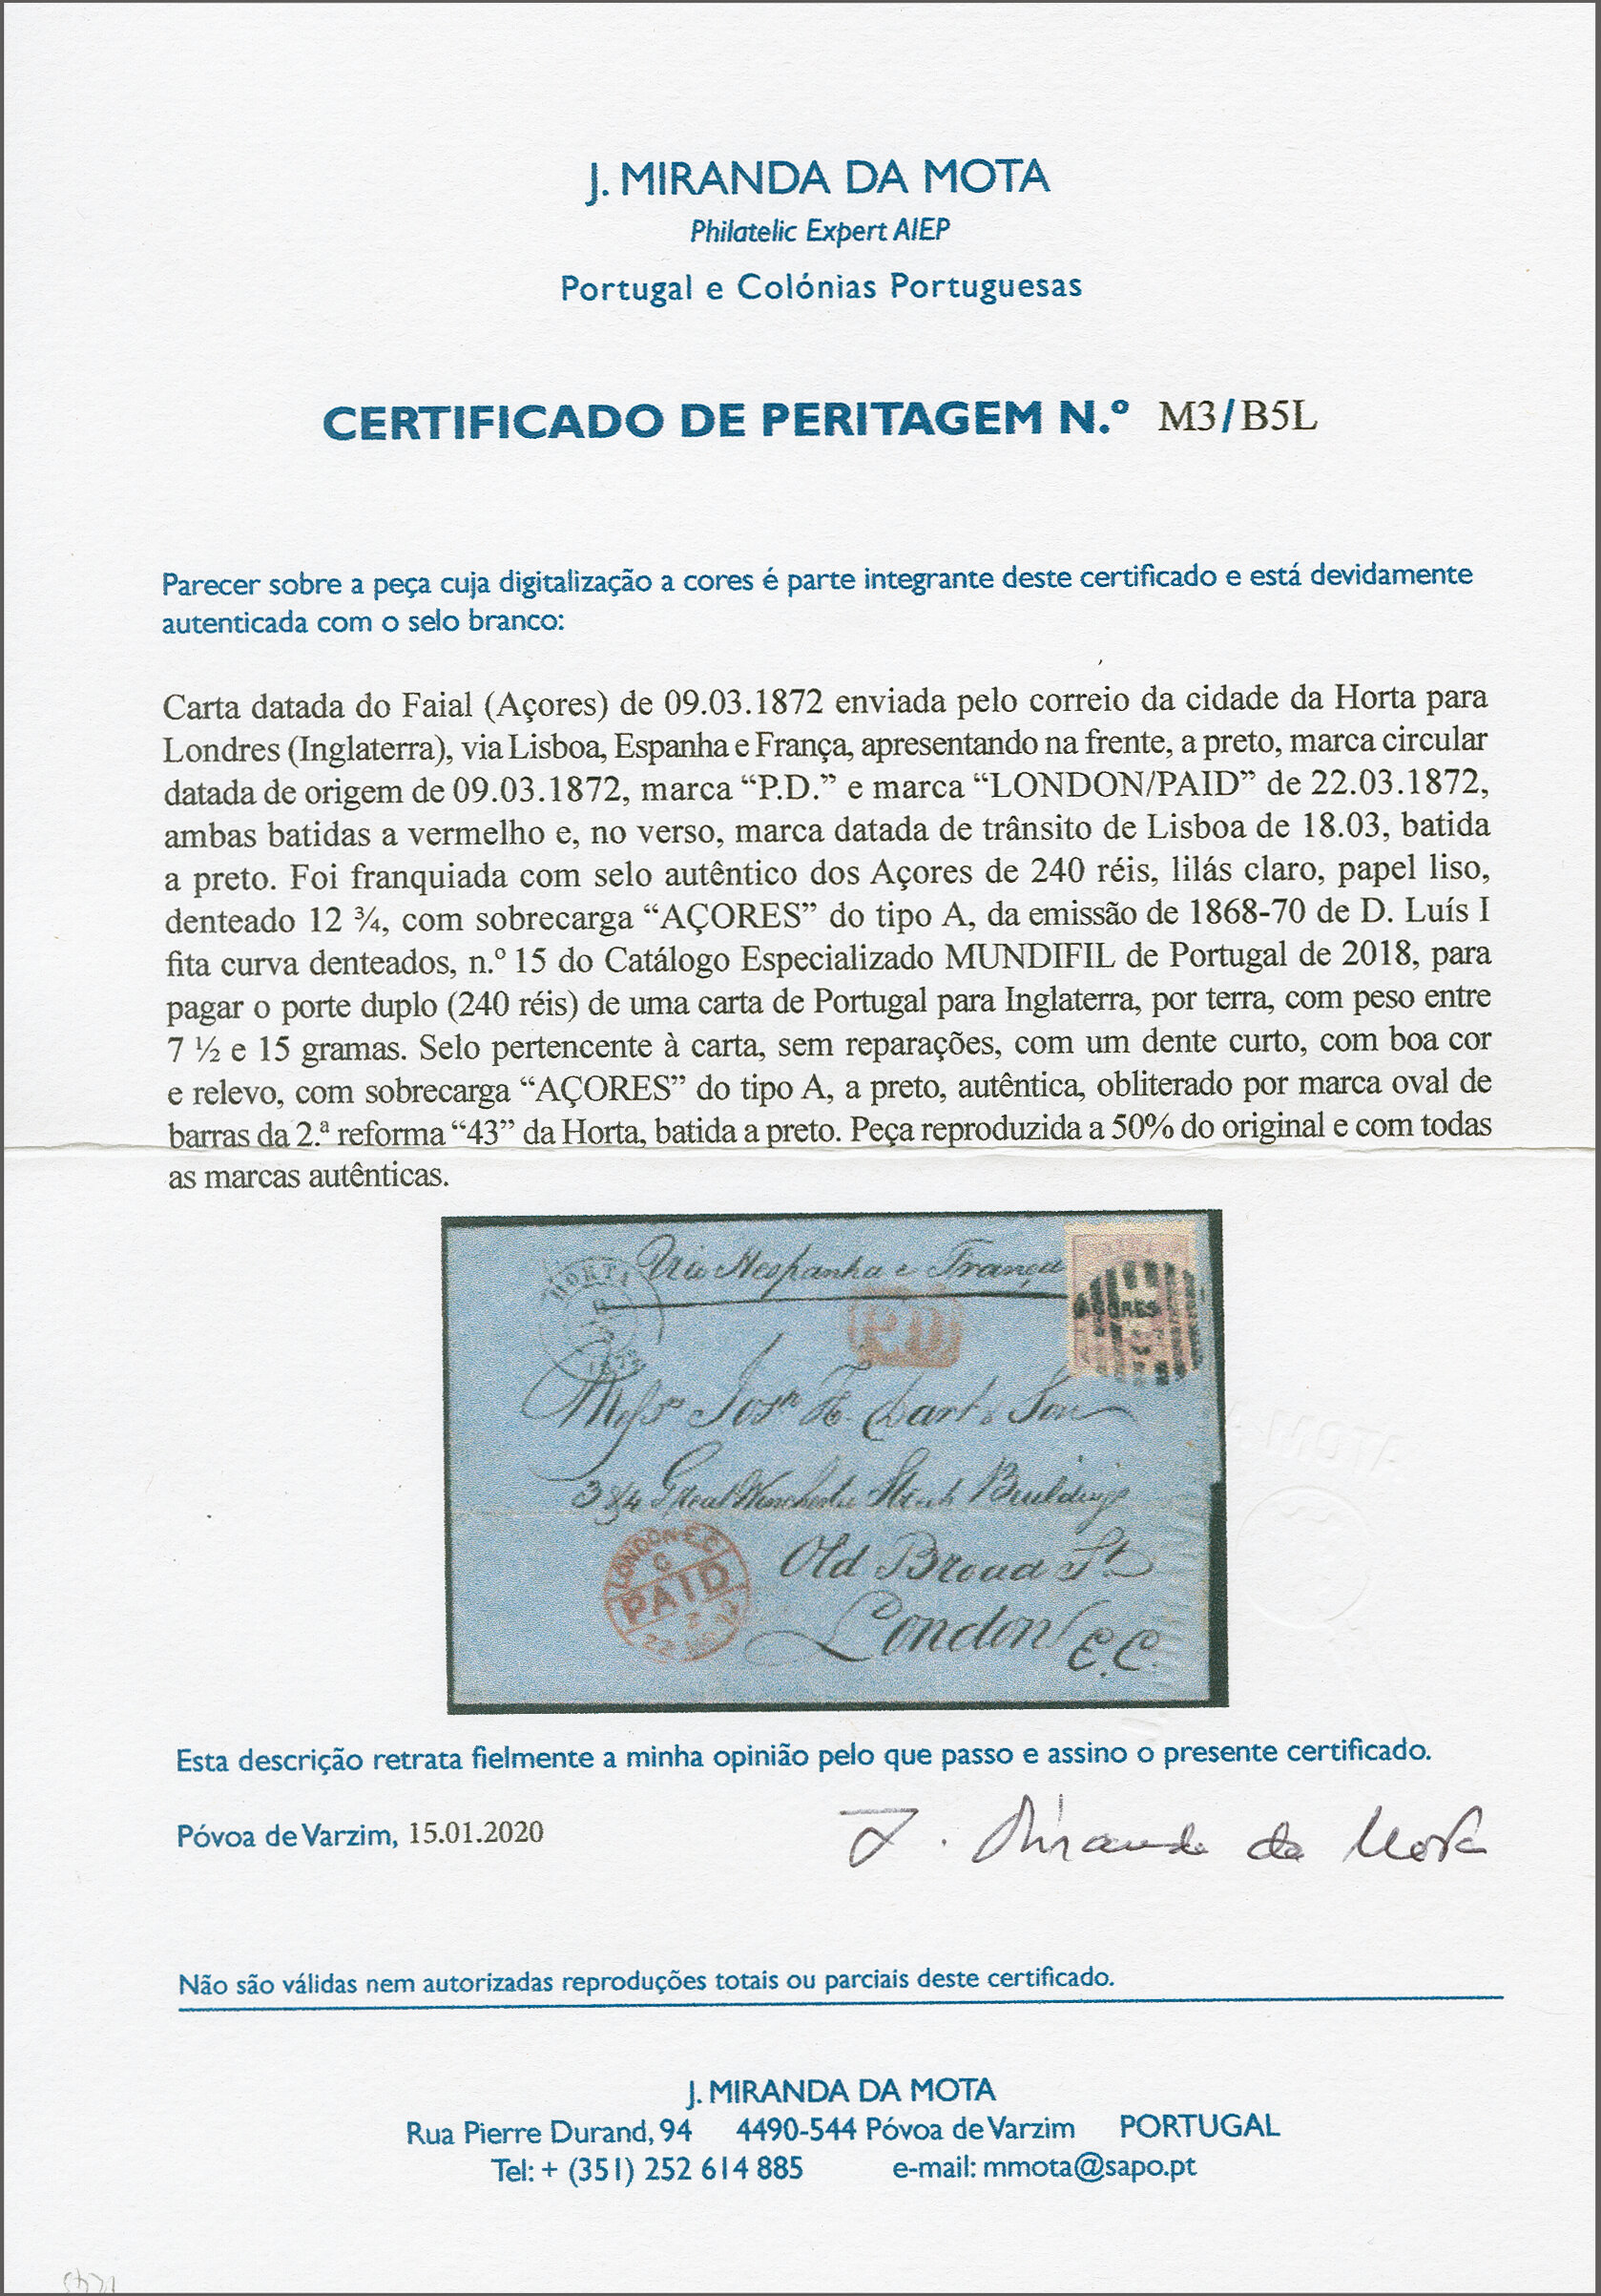 J. MIRANDA DA MOTA
Philatelic Expert AIEP
Portugal e Colónias Portuguesas
CERTIFICADO DE PERITAGEM N.º M3/B5L
Parecer sobre a peça cuja digitalização a cores é parte integrante deste certificado e está devidamente
autenticada com o selo branco:
Carta datada do Faial (Açores) de 09.03.1872 enviada pelo correio da cidade da Horta para
Londres (Inglaterra), via Lisboa, Espanha e França, apresentando na frente, a preto, marca circular
datada de origem de 09.03.1872, marca “P.D.” e marca “LONDON/PAID” de 22.03.1872,
ambas batidas a vermelho e, no verso, marca datada de trânsito de Lisboa de 18.03, batida
a preto. Foi franquiada com selo autêntico dos Açores de 240 réis, lilás claro, papel liso,
denteado 12 ¾, com sobrecarga “AÇORES” do tipo A, da emissão de 1868-70 de D. Luís I
fita curva denteados, n.º 15 do Catálogo Especializado MUNDIFIL de Portugal de 2018, para
pagar o porte duplo (240 réis) de uma carta de Portugal para Inglaterra, por terra, com peso entre
7 ½ e 15 gramas. Selo pertencente à carta, sem reparações, com um dente curto, com boa cor
e relevo, com sobrecarga “AÇORES” do tipo A, a preto, autêntica, obliterado por marca oval de
barras da 2.ª reforma “43” da Horta, batida a preto. Peça reproduzida a 50% do original e com todas
as marcas autênticas.
HORTA
1872
Via Hespanha e França
P.D.
AÇORES
Messrs Josh H. Dart & Son
3 & 4 Great Winchester Street Buildings
LONDON E.C
C
PAID
22
Old Broad St
London E.C.
MOTA
Esta descrição retrata fielmente a minha opinião pelo que passo e assino o presente certificado.
Póvoa de Varzim, 15.01.2020
J. Miranda da Mota
Não são válidas nem autorizadas reproduções totais ou parciais deste certificado.
J. MIRANDA DA MOTA
Rua Pierre Durand, 94 4490-544 Póvoa de Varzim PORTUGAL
Tel: + (351) 252 614 885 e-mail: mmota@sapo.pt